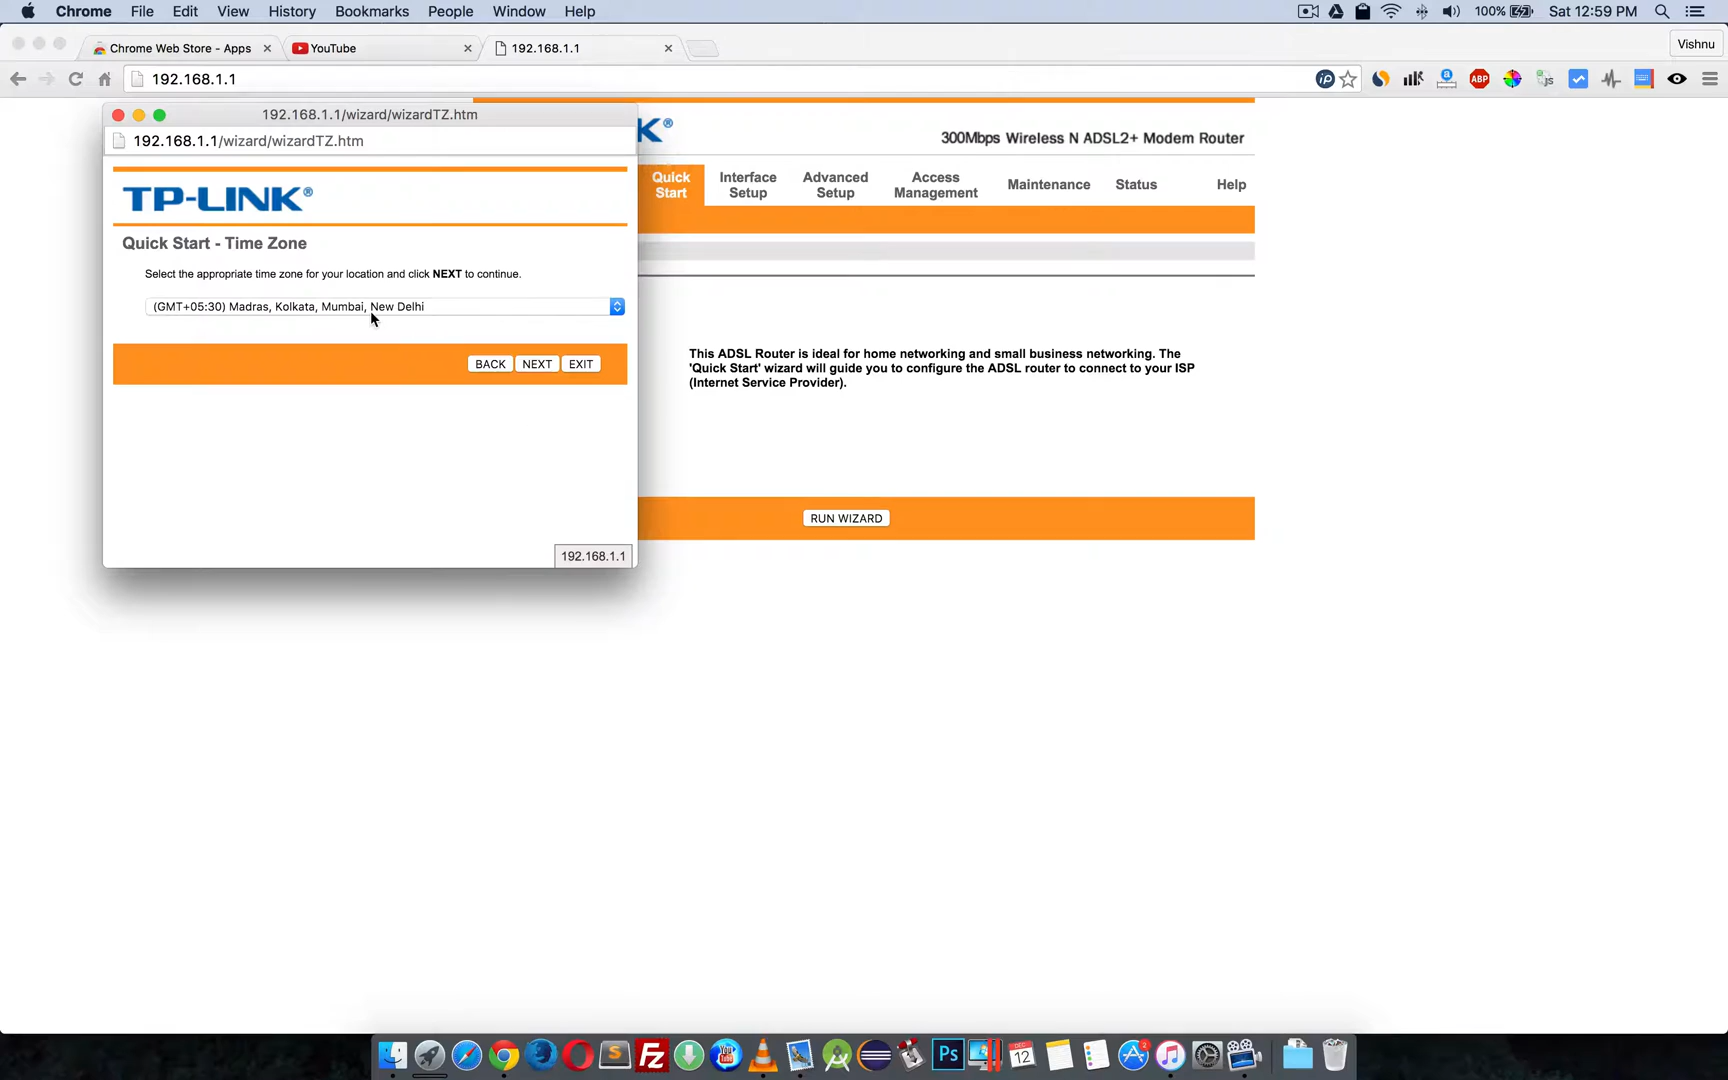 Chrome File Edit View History Bookmarks People Window Help 100% Sat 12:59 PM
Chrome Web Store - Apps YouTube 192.168.1.1 Vishnu
192.168.1.1
192.168.1.1/wizard/wizardTZ.htm
192.168.1.1/wizard/wizardTZ.htm
TP-LINK®
Quick Start - Time Zone
Select the appropriate time zone for your location and click NEXT to continue.
(GMT+05:30) Madras, Kolkata, Mumbai, New Delhi
BACK NEXT EXIT
192.168.1.1
K®
300Mbps Wireless N ADSL2+ Modem Router
Quick Start Interface Setup Advanced Setup Access Management Maintenance Status Help
This ADSL Router is ideal for home networking and small business networking. The
'Quick Start' wizard will guide you to configure the ADSL router to connect to your ISP
(Internet Service Provider).
RUN WIZARD